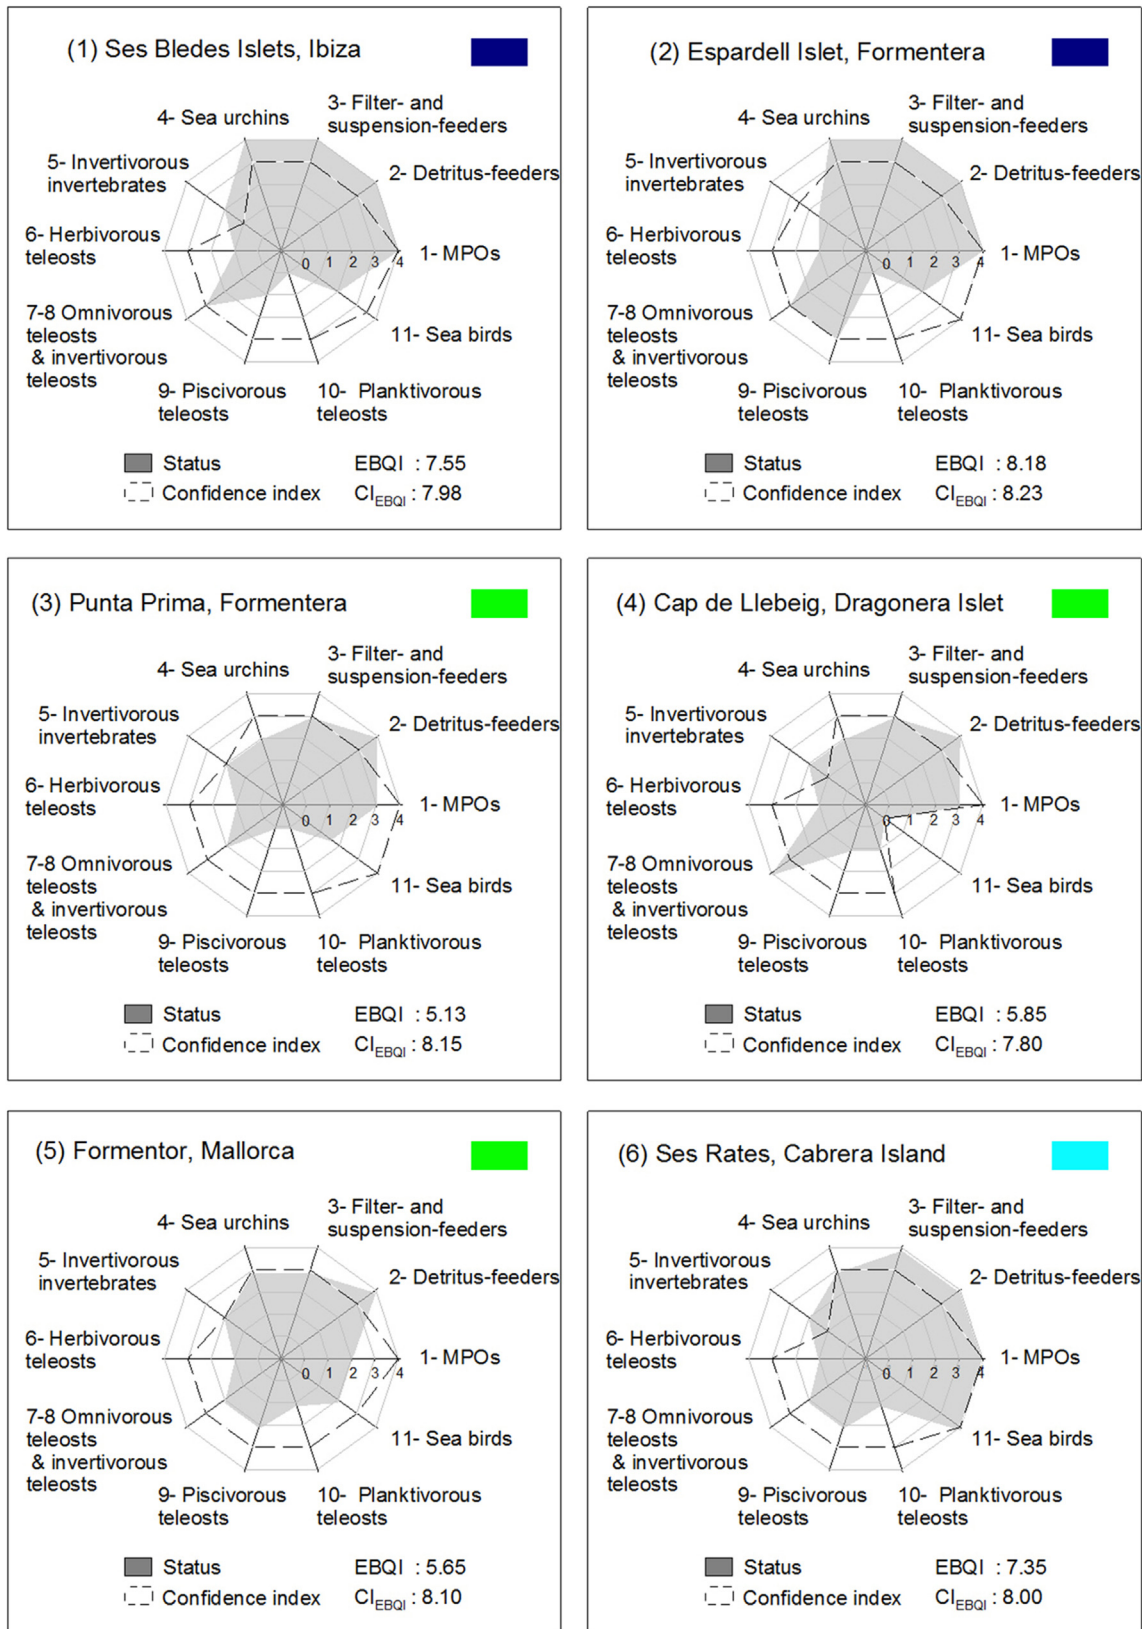 (1) Ses Bledes Islets, Ibiza
3- Filter- and
4- Sea urchins
suspension-feeders
5- Invertivorous
invertebrates
2- Detritus-feeders
6- Herbivorous
teleosts
1- MPOs
0 1 2 3 4
7-8 Omnivorous
teleosts
& invertivorous
teleosts
11- Sea birds
9- Piscivorous
teleosts
10- Planktivorous
teleosts
Status
EBQI : 7.55
Confidence index
CIEBQI : 7.98
(2) Espardell Islet, Formentera
3- Filter- and
4- Sea urchins
suspension-feeders
5- Invertivorous
invertebrates
2- Detritus-feeders
6- Herbivorous
teleosts
1- MPOs
0 1 2 3 4
7-8 Omnivorous
teleosts
& invertivorous
teleosts
11- Sea birds
9- Piscivorous
teleosts
10- Planktivorous
teleosts
Status
EBQI : 8.18
Confidence index
CIEBQI : 8.23
(3) Punta Prima, Formentera
3- Filter- and
4- Sea urchins
suspension-feeders
5- Invertivorous
invertebrates
2- Detritus-feeders
6- Herbivorous
teleosts
1- MPOs
0 1 2 3 4
7-8 Omnivorous
teleosts
& invertivorous
teleosts
11- Sea birds
9- Piscivorous
teleosts
10- Planktivorous
teleosts
Status
EBQI : 5.13
Confidence index
CIEBQI : 8.15
(4) Cap de Llebeig, Dragonera Islet
3- Filter- and
4- Sea urchins
suspension-feeders
5- Invertivorous
invertebrates
2- Detritus-feeders
6- Herbivorous
teleosts
1- MPOs
0 1 2 3 4
7-8 Omnivorous
teleosts
& invertivorous
teleosts
11- Sea birds
9- Piscivorous
teleosts
10- Planktivorous
teleosts
Status
EBQI : 5.85
Confidence index
CIEBQI : 7.80
(5) Formentor, Mallorca
3- Filter- and
4- Sea urchins
suspension-feeders
5- Invertivorous
invertebrates
2- Detritus-feeders
6- Herbivorous
teleosts
1- MPOs
0 1 2 3 4
7-8 Omnivorous
teleosts
& invertivorous
teleosts
11- Sea birds
9- Piscivorous
teleosts
10- Planktivorous
teleosts
Status
EBQI : 5.65
Confidence index
CIEBQI : 8.10
(6) Ses Rates, Cabrera Island
3- Filter- and
4- Sea urchins
suspension-feeders
5- Invertivorous
invertebrates
2- Detritus-feeders
6- Herbivorous
teleosts
1- MPOs
0 1 2 3 4
7-8 Omnivorous
teleosts
& invertivorous
teleosts
11- Sea birds
9- Piscivorous
teleosts
10- Planktivorous
teleosts
Status
EBQI : 7.35
Confidence index
CIEBQI : 8.00